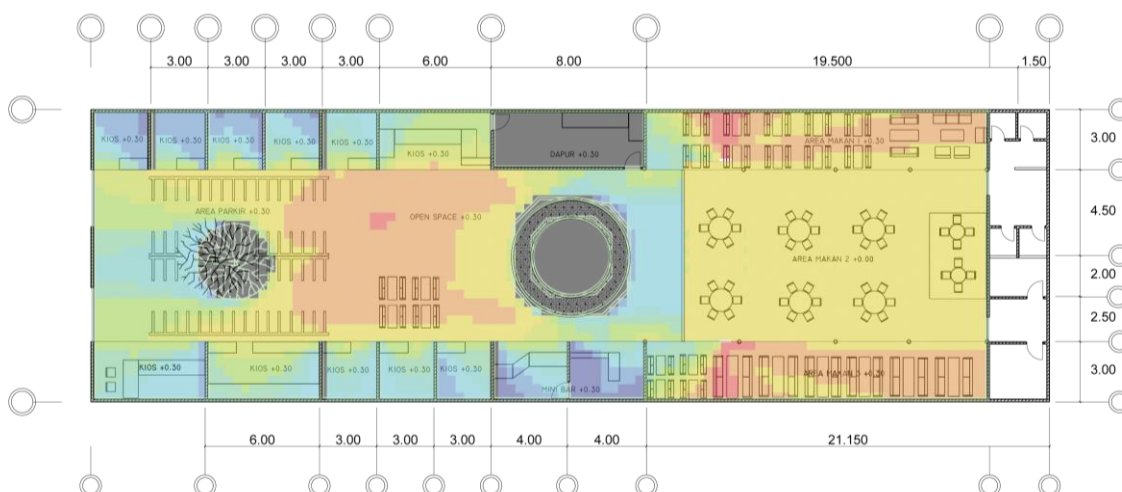 3.00 3.00 3.00 3.00 6.00 8.00 19.500 1.50
KIOS +0.30 KIOS +0.30 KIOS +0.30 KIOS +0.30 KIOS +0.30 KIOS +0.30 DAPUR +0.30 AREA MAKAN 1 +0.30
3.00
AREA PARKIR +0.30 OPEN SPACE +0.30
4.50
AREA MAKAN 2 +0.00
2.00
2.50
KIOS +0.30 KIOS +0.30 KIOS +0.30 KIOS +0.30 KIOS +0.30 MINI BAR +0.30 AREA MAKAN 3 +0.30
3.00
6.00 3.00 3.00 3.00 4.00 4.00 21.150